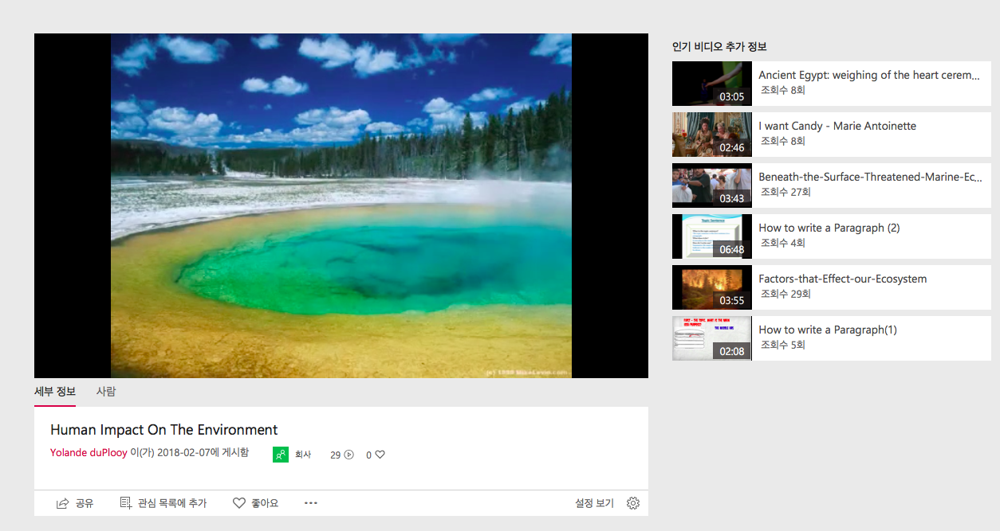 인기 비디오 추가 정보
03:05
Ancient Egypt: weighing of the heart cerem...
조회수 8회
02:46
I want Candy - Marie Antoinette
조회수 8회
03:43
Beneath-the-Surface-Threatened-Marine-Ec...
조회수 27회
06:48
How to write a Paragraph (2)
조회수 4회
03:55
Factors-that-Effect-our-Ecosystem
조회수 29회
02:08
How to write a Paragraph(1)
조회수 5회
세부 정보 사람
Human Impact On The Environment
Yolande duPlooy 이(가) 2018-02-07에 게시함 회사 29 0
공유 관심 목록에 추가 좋아요 ••• 설정 보기